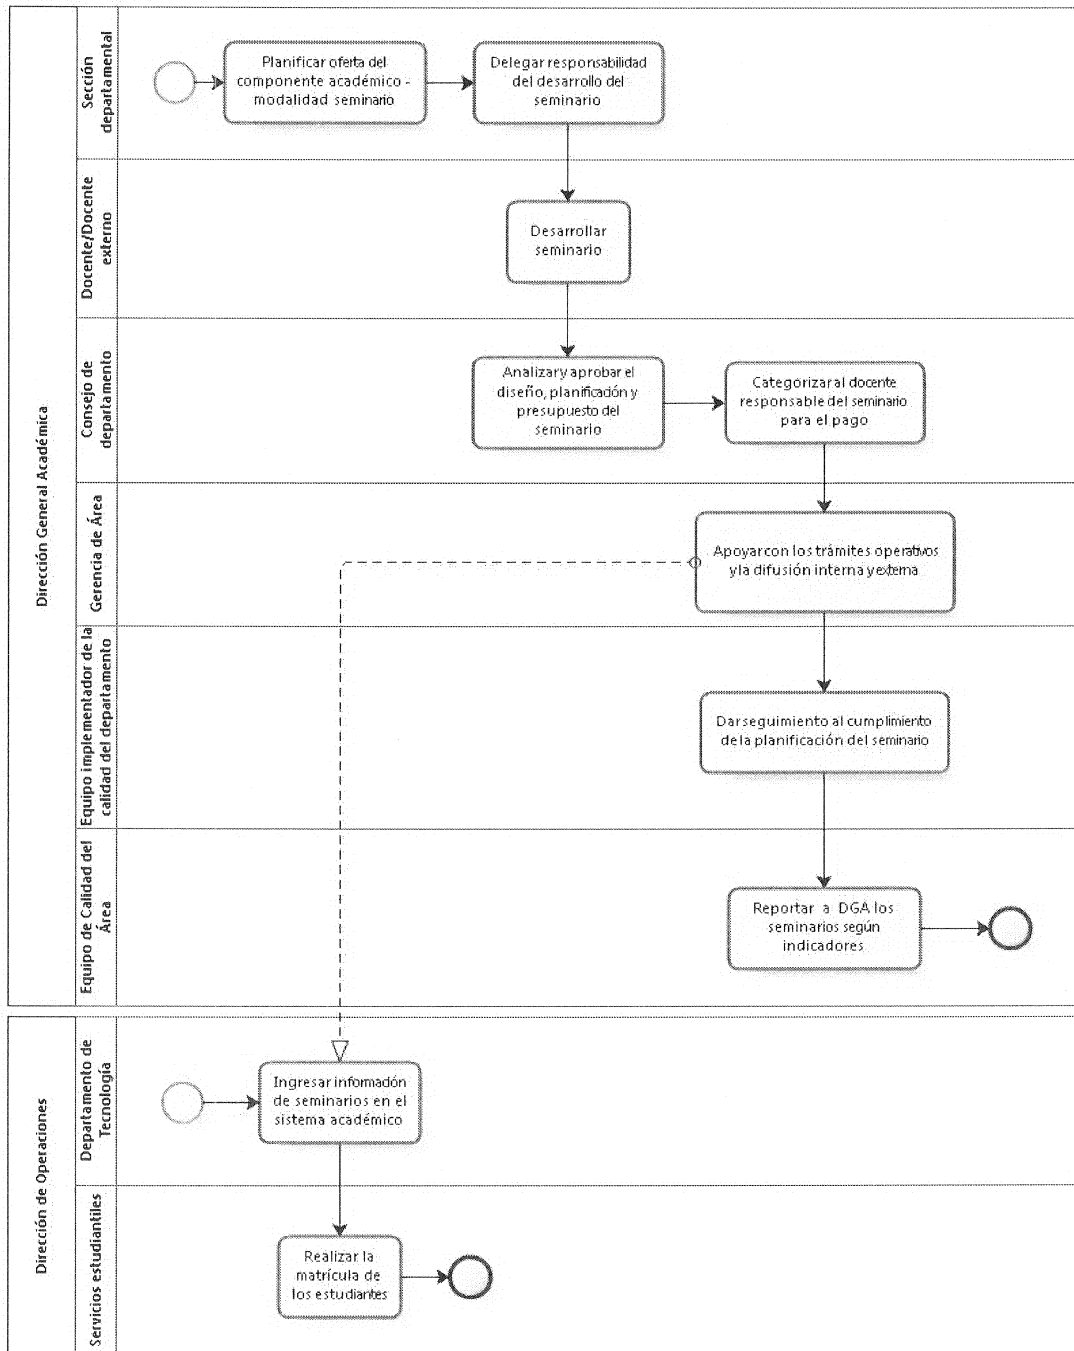 Dirección General Académica
Sección
departamental
Planificar oferta del
componente académico -
modalidad seminario
Delegar responsabilidad
del desarrollo del
seminario
Docente/Docente
externo
Desarrollar
seminario
Consejo de
departamento
Analizar y aprobar el
diseño, planificación y
presupuesto del
seminario
Categorizar al docente
responsable del seminario
para el pago
Gerencia de Área
Apoyar con los trámites operativos
y la difusión interna y externa
Equipo implementador de la
calidad del departamento
Dar seguimiento al cumplimiento
de la planificación del seminario
Equipo de Calidad del
Área
Reportar a DGA los
seminarios según
indicadores
Dirección de Operaciones
Departamento de
Tecnología
Ingresar información
de seminarios en el
sistema académico
Servicios estudiantiles
Realizar la
matrícula de
los estudiantes